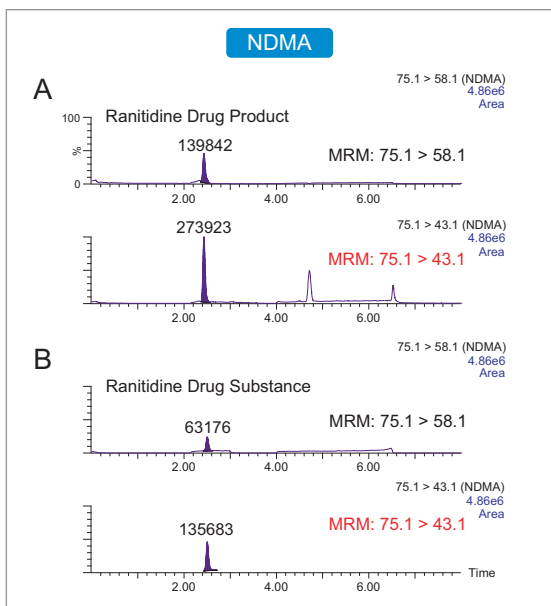 NDMA
A
75.1 > 58.1 (NDMA)
4.86e6
Area
Ranitidine Drug Product
100
%
0
139842
MRM: 75.1 > 58.1
2.00 4.00 6.00
75.1 > 43.1 (NDMA)
4.86e6
Area
273923
MRM: 75.1 > 43.1
2.00 4.00 6.00
B
75.1 > 58.1 (NDMA)
4.86e6
Area
Ranitidine Drug Substance
63176
MRM: 75.1 > 58.1
2.00 4.00 6.00
75.1 > 43.1 (NDMA)
4.86e6
Area
135683
MRM: 75.1 > 43.1
Time
2.00 4.00 6.00